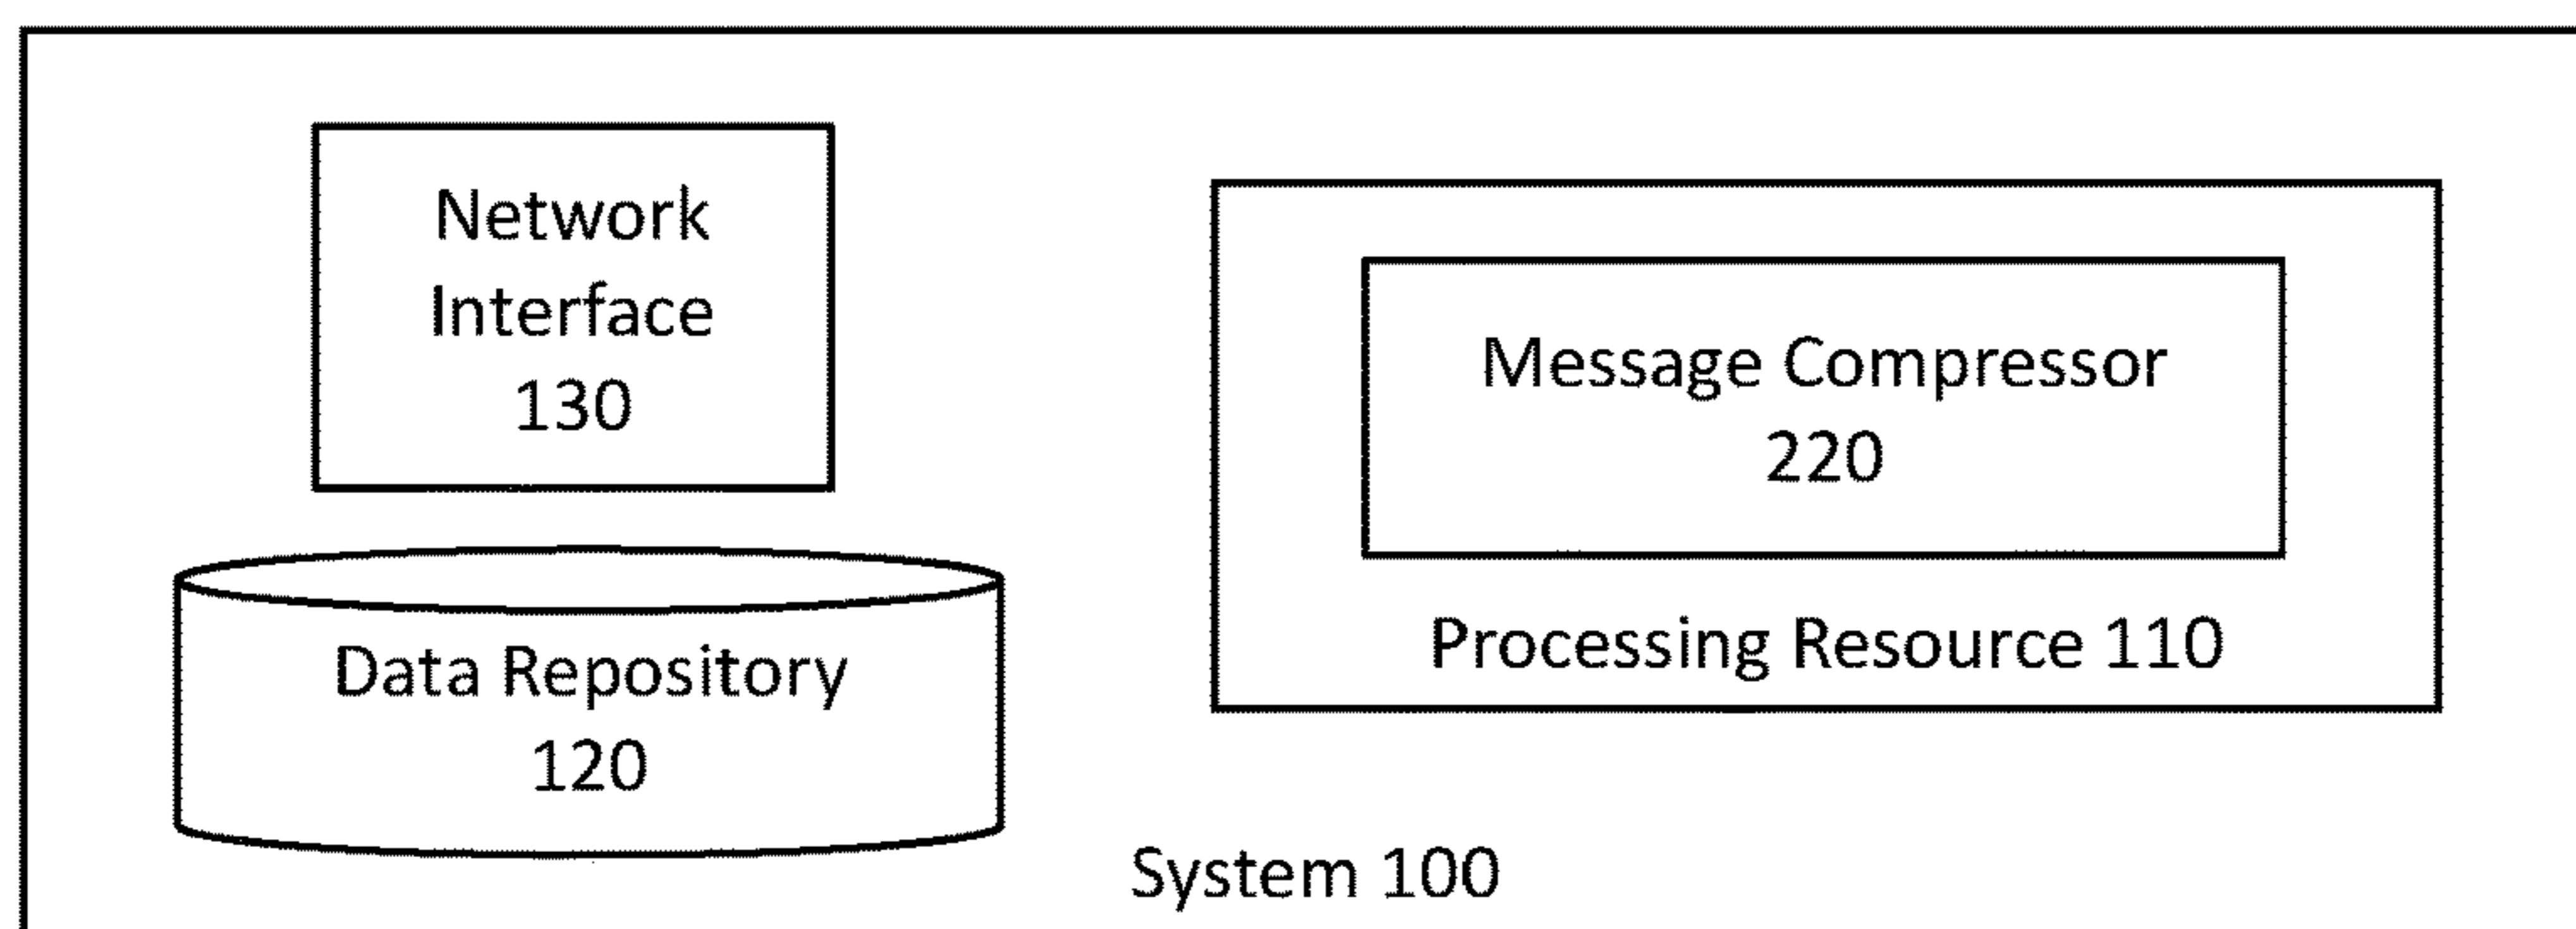 Network
Interface
130
Message Compressor
220
Processing Resource 110
Data Repository
120
System 100